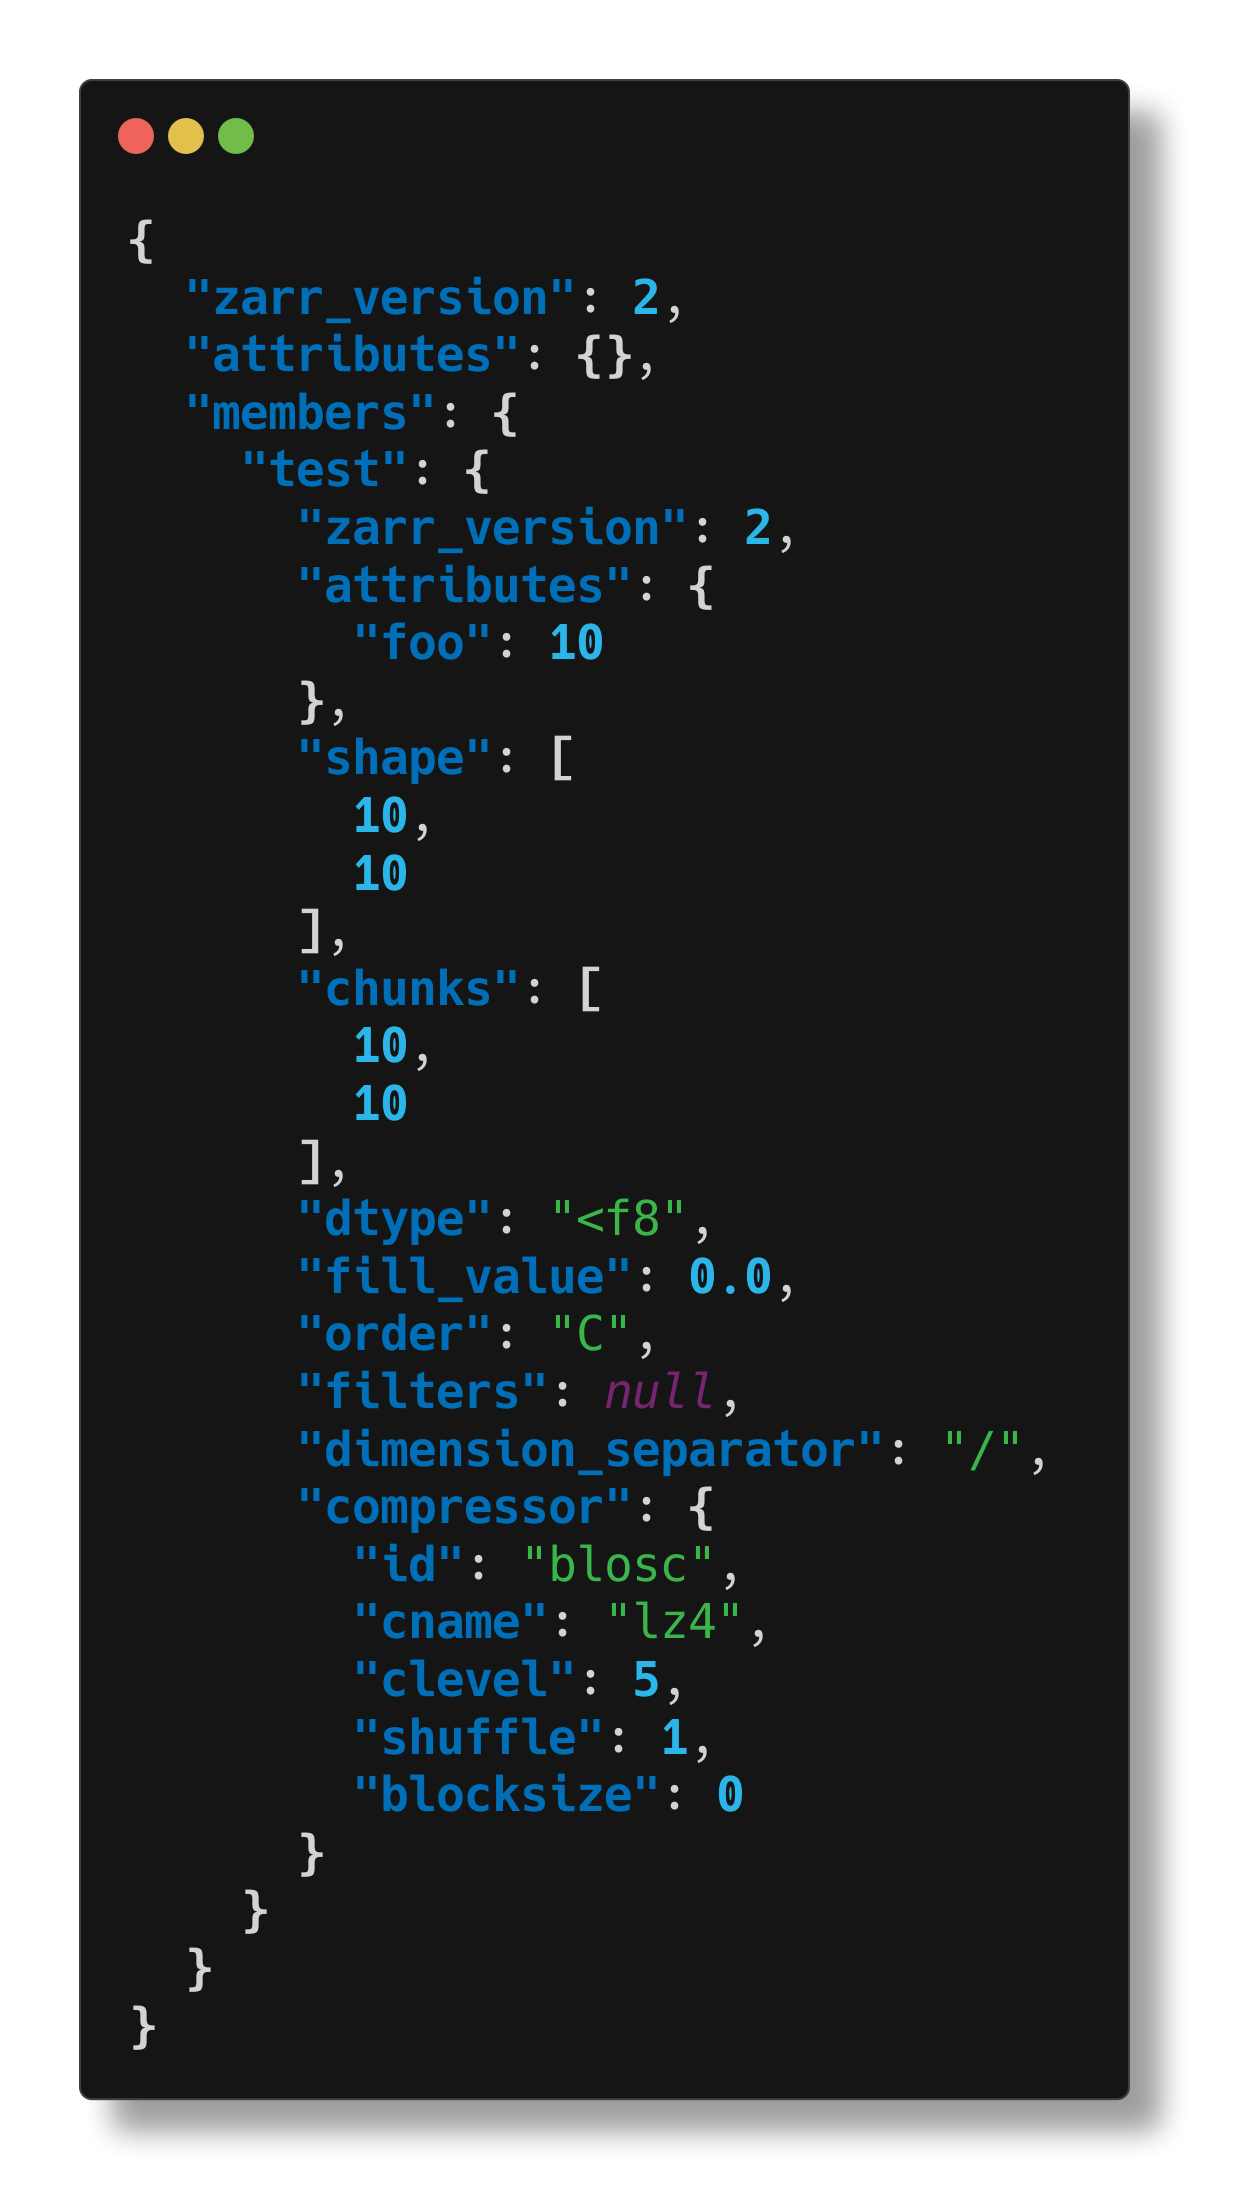 {
  "zarr_version": 2,
  "attributes": {},
  "members": {
    "test": {
      "zarr_version": 2,
      "attributes": {
        "foo": 10
      },
      "shape": [
        10,
        10
      ],
      "chunks": [
        10,
        10
      ],
      "dtype": "<f8",
      "fill_value": 0.0,
      "order": "C",
      "filters": null,
      "dimension_separator": "/",
      "compressor": {
        "id": "blosc",
        "cname": "lz4",
        "clevel": 5,
        "shuffle": 1,
        "blocksize": 0
      }
    }
  }
}